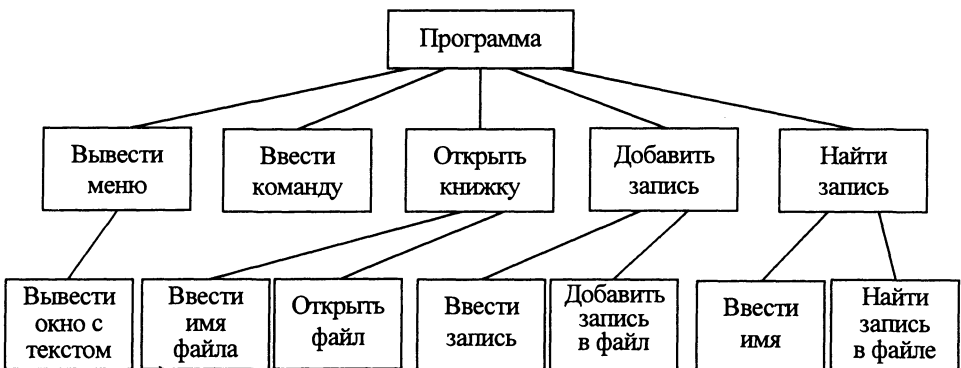 Программа
Вывести
меню
Ввести
команду
Открыть
книжку
Добавить
запись
Найти
запись
Вывести
окно с
текстом
Ввести
имя
файла
Открыть
файл
Ввести
запись
Добавить
запись
в файл
Ввести
имя
Найти
запись
в файле